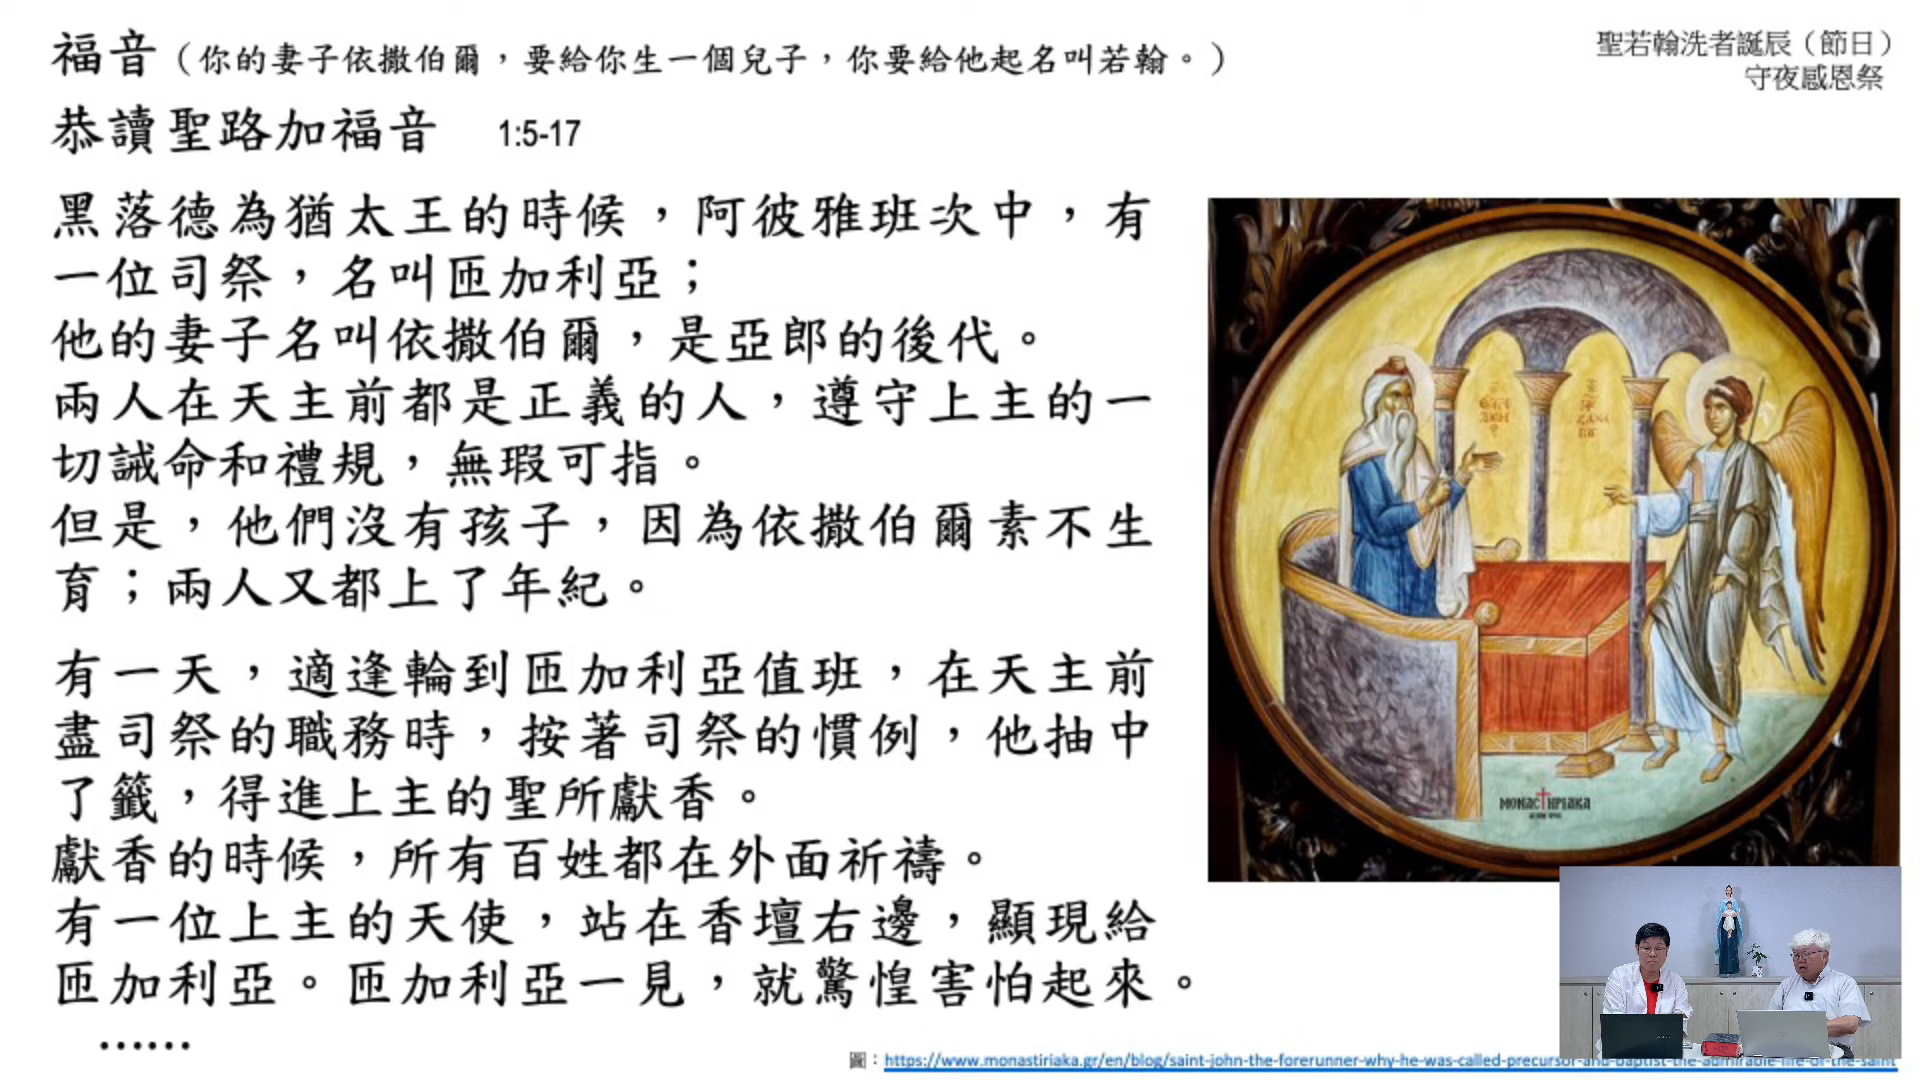 福音（你的妻子依撒伯爾，要給你生一個兒子，你要給他起名叫若翰。）
聖若翰洗者誕辰（節日）
守夜感恩祭
恭讀聖路加福音 1:5-17
黑落德為猶太王的時候，阿彼雅班次中，有
一位司祭，名叫匝加利亞；
他的妻子名叫依撒伯爾，是亞郎的後代。
兩人在天主前都是正義的人，遵守上主的一
切誡命和禮規，無瑕可指。
但是，他們沒有孩子，因為依撒伯爾素不生
育；兩人又都上了年紀。
有一天，適逢輪到匝加利亞值班，在天主前
盡司祭的職務時，按著司祭的慣例，他抽中
了籤，得進上主的聖所獻香。
獻香的時候，所有百姓都在外面祈禱。
有一位上主的天使，站在香壇右邊，顯現給
匝加利亞。匝加利亞一見，就驚惶害怕起來。
……
MONASTHPIAKA
圖：https://www.monastiriaka.gr/en/blog/saint-john-the-forerunner-why-he-was-called-precursor-and-baptist-the-admirable-life-of-the-saint